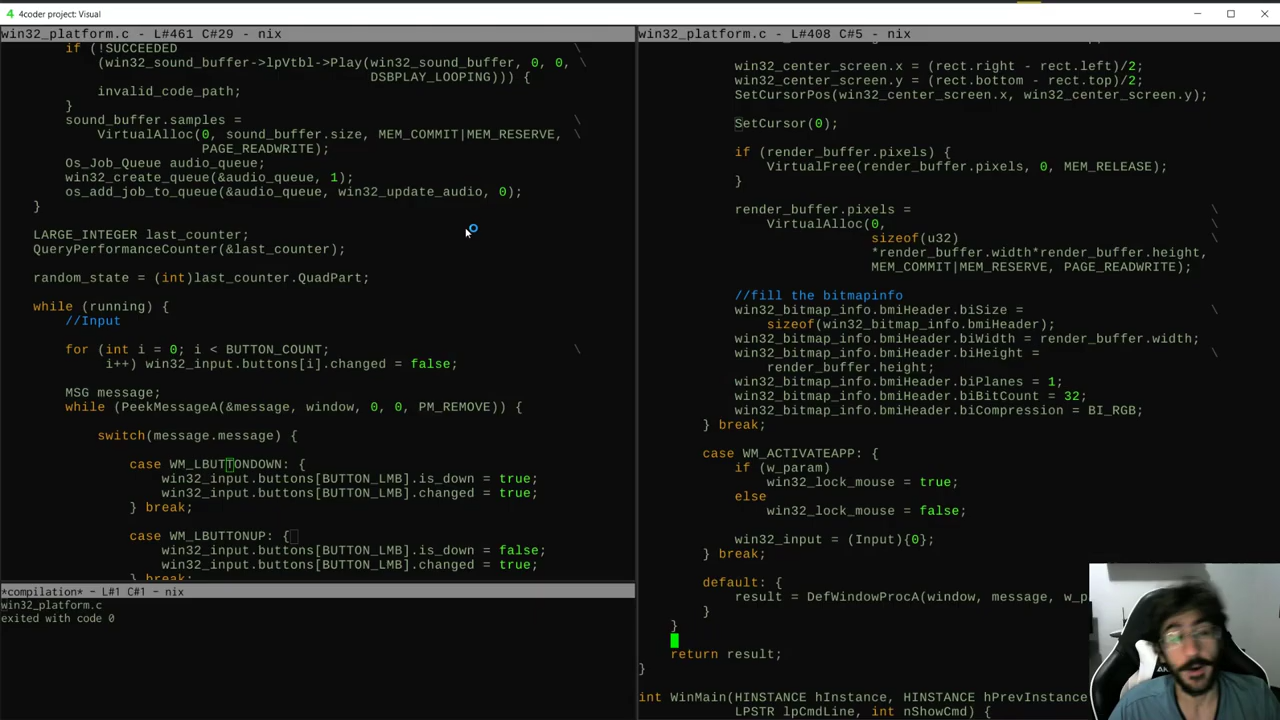 4 4coder project: Visual
win32_platform.c - L#461 C#29 - nix
if (!SUCCEEDED \
(win32_sound_buffer->lpVtbl->Play(win32_sound_buffer, 0, 0, \
DSBPLAY_LOOPING))) {
invalid_code_path;
}
sound_buffer.samples = \
VirtualAlloc(0, sound_buffer.size, MEM_COMMIT|MEM_RESERVE, \
PAGE_READWRITE);
Os_Job_Queue audio_queue;
win32_create_queue(&audio_queue, 1);
os_add_job_to_queue(&audio_queue, win32_update_audio, 0);
}
LARGE_INTEGER last_counter;
QueryPerformanceCounter(&last_counter);
random_state = (int)last_counter.QuadPart;
while (running) {
//Input
for (int i = 0; i < BUTTON_COUNT; \
i++) win32_input.buttons[i].changed = false;
MSG message;
while (PeekMessageA(&message, window, 0, 0, PM_REMOVE)) {
switch(message.message) {
case WM_LBUTTONDOWN: {
win32_input.buttons[BUTTON_LMB].is_down = true;
win32_input.buttons[BUTTON_LMB].changed = true;
} break;
case WM_LBUTTONUP: {
win32_input.buttons[BUTTON_LMB].is_down = false;
win32_input.buttons[BUTTON_LMB].changed = true;
} break;
*compilation* - L#1 C#1 - nix
win32_platform.c
exited with code 0
win32_platform.c - L#408 C#5 - nix
win32_center_screen.x = (rect.right - rect.left)/2;
win32_center_screen.y = (rect.bottom - rect.top)/2;
SetCursorPos(win32_center_screen.x, win32_center_screen.y);
SetCursor(0);
if (render_buffer.pixels) {
VirtualFree(render_buffer.pixels, 0, MEM_RELEASE);
}
render_buffer.pixels = \
VirtualAlloc(0, \
sizeof(u32) \
*render_buffer.width*render_buffer.height, \
MEM_COMMIT|MEM_RESERVE, PAGE_READWRITE);
//fill the bitmapinfo
win32_bitmap_info.bmiHeader.biSize = \
sizeof(win32_bitmap_info.bmiHeader);
win32_bitmap_info.bmiHeader.biWidth = render_buffer.width;
win32_bitmap_info.bmiHeader.biHeight = \
render_buffer.height;
win32_bitmap_info.bmiHeader.biPlanes = 1;
win32_bitmap_info.bmiHeader.biBitCount = 32;
win32_bitmap_info.bmiHeader.biCompression = BI_RGB;
} break;
case WM_ACTIVATEAPP: {
if (w_param)
win32_lock_mouse = true;
else
win32_lock_mouse = false;
win32_input = (Input){0};
} break;
default: {
result = DefWindowProcA(window, message, w_p
}
}
return result;
}
int WinMain(HINSTANCE hInstance, HINSTANCE hPrevInstance
LPSTR lpCmdLine, int nShowCmd) {